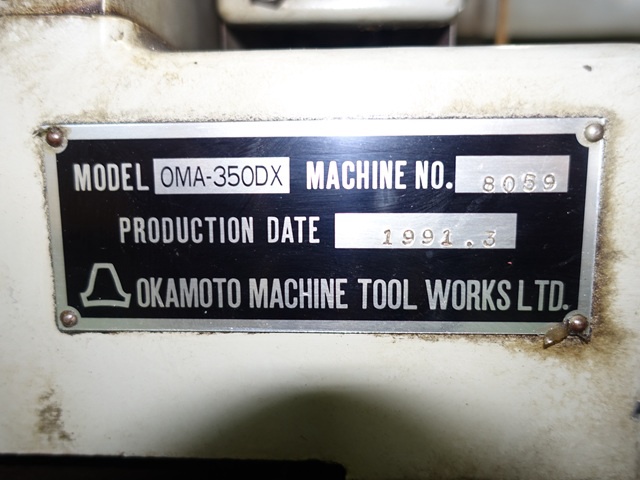 MODEL OMA-350DX MACHINE NO. 8059
PRODUCTION DATE 1991.3
OKAMOTO MACHINE TOOL WORKS LTD.